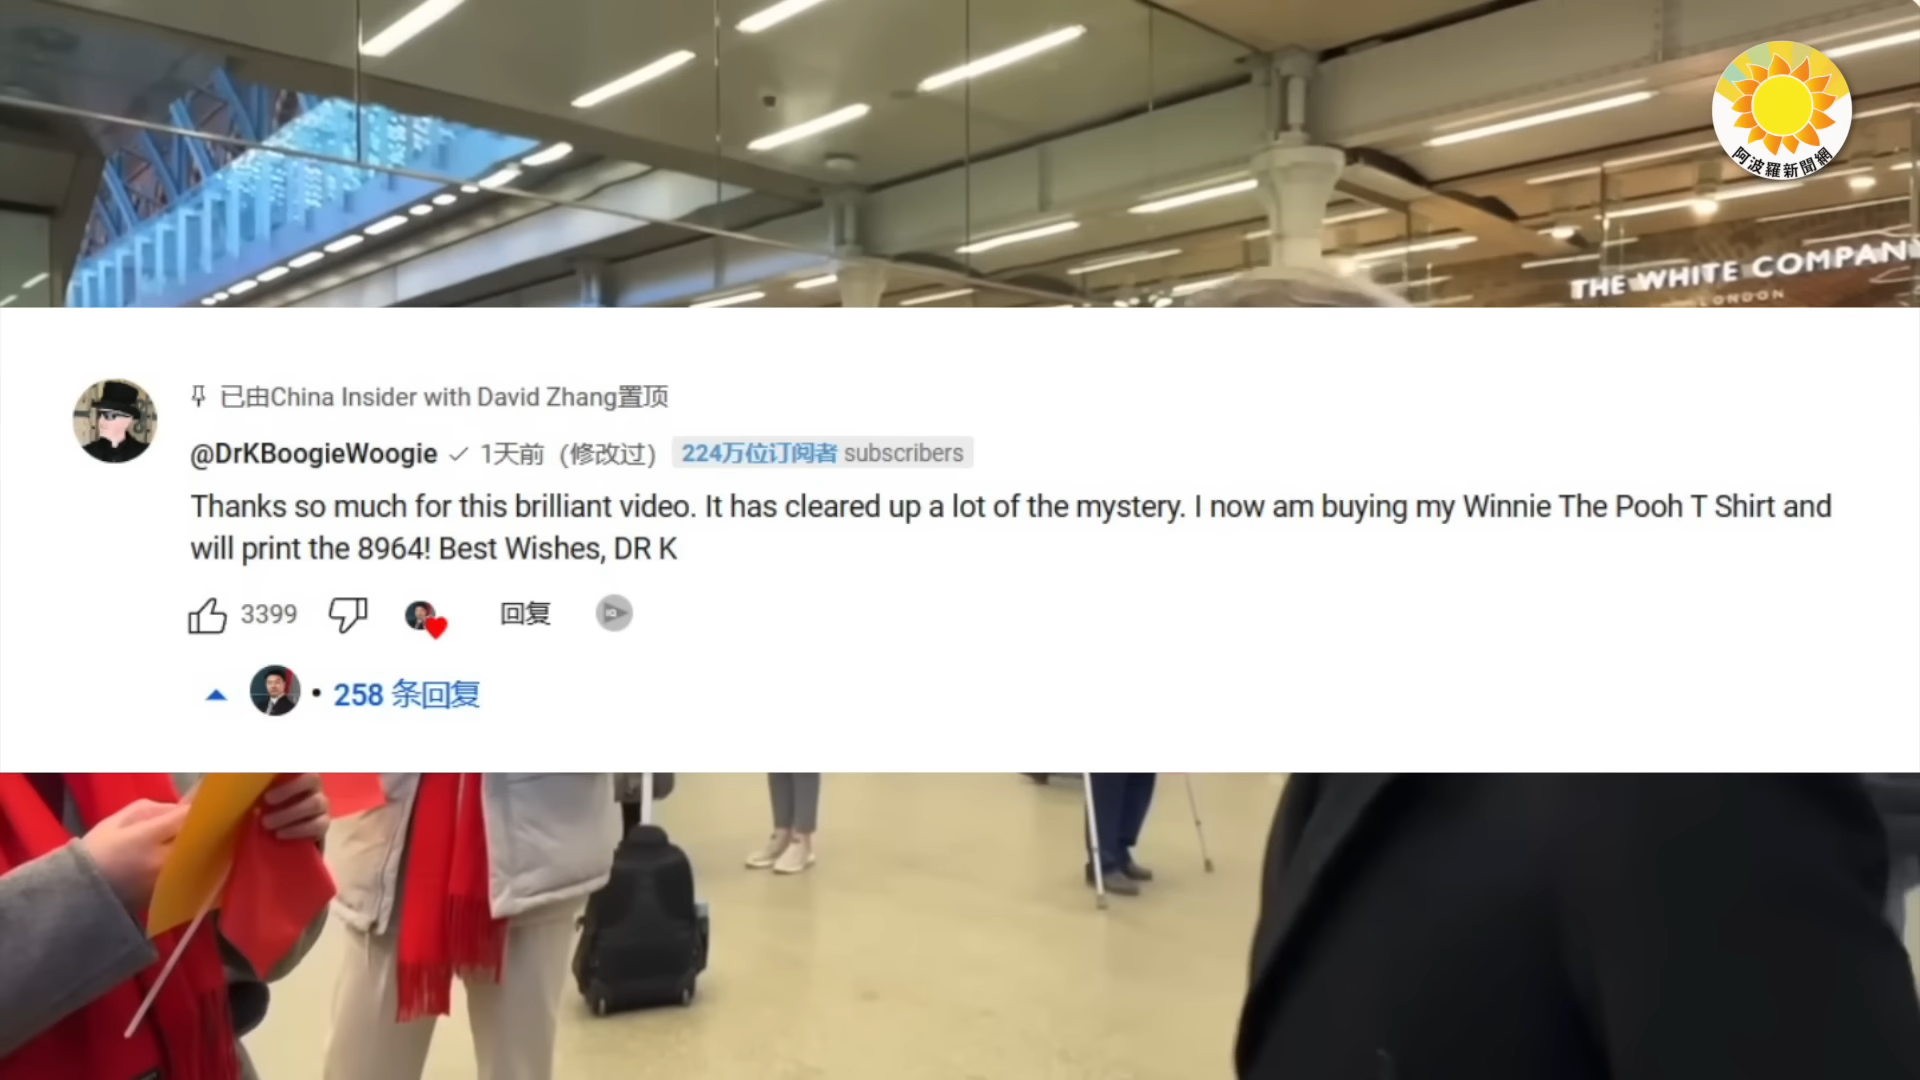 阿波羅新聞網
THE WHITE COMPAN
LONDON
已由China Insider with David Zhang置顶
@DrKBoogieWoogie 1天前 (修改过) 224万位订阅者 subscribers
Thanks so much for this brilliant video. It has cleared up a lot of the mystery. I now am buying my Winnie The Pooh T Shirt and
will print the 8964! Best Wishes, DR K
3399 回复
258 条回复